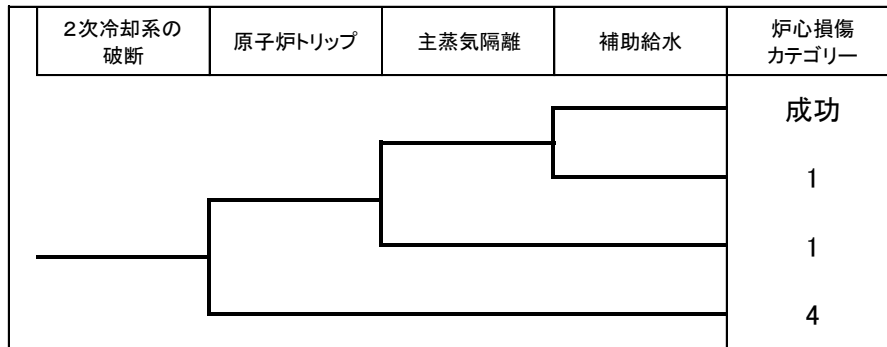 ２次冷却系の
破断
原子炉トリップ
主蒸気隔離
補助給水
炉心損傷
カテゴリー
成功
1
1
4